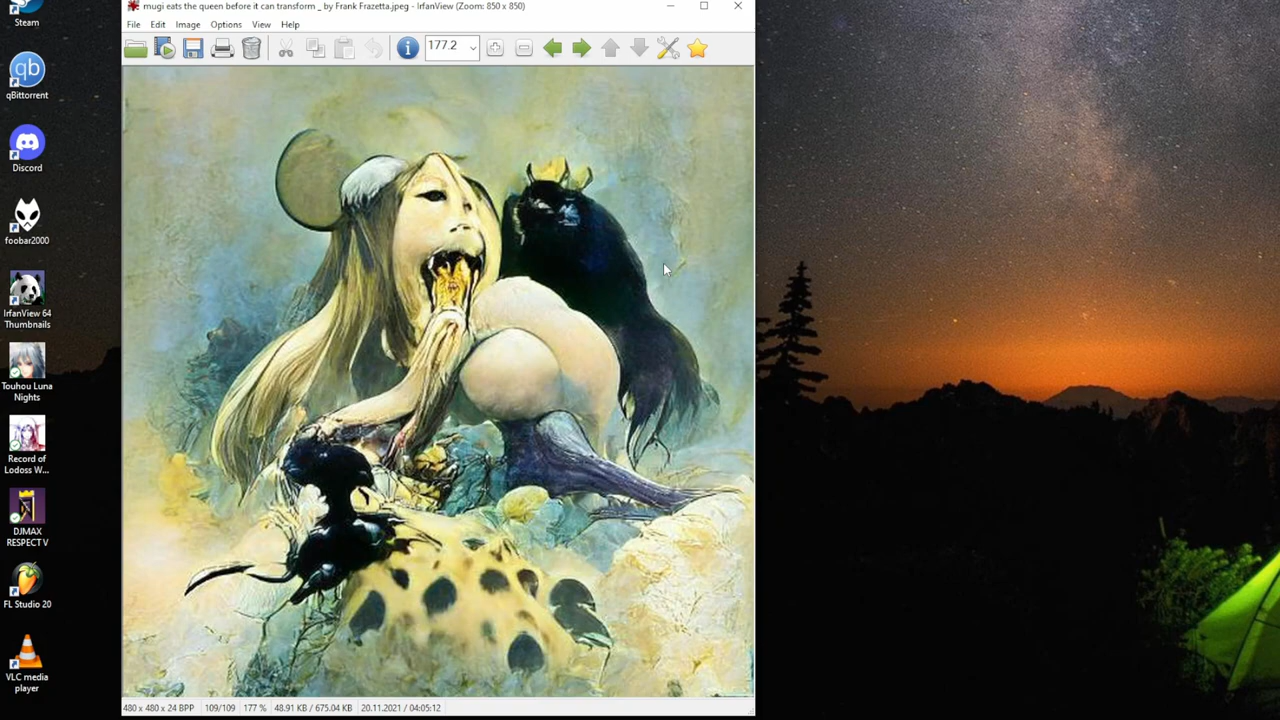 Steam
qBittorrent
Discord
foobar2000
IrfanView 64
Thumbnails
Touhou Luna
Nights
Record of
Lodoss W...
DJMAX
RESPECT V
FL Studio 20
VLC media
player
mugi eats the queen before it can transform _ by Frank Frazetta.jpeg - IrfanView (Zoom: 850 x 850)
File Edit Image Options View Help
177.2
480 x 480 x 24 BPP 109/109 177 % 48.91 KB / 675.04 KB 20.11.2021 / 04:05:12